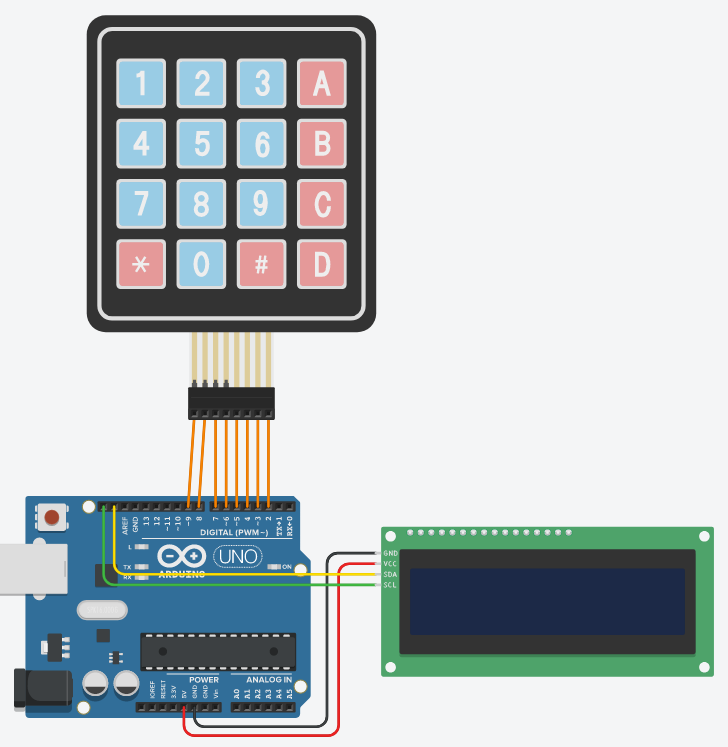 1 2 3 A
4 5 6 B
7 8 9 C
* 0 # D
AREF
GND
13
12
~11
~10
~9
8
7
~6
~5
4
~3
2
TX→1
RX←0
DIGITAL (PWM~)
L
TX
RX
ARDUINO
UNO
ON
GND
VCC
SDA
SCL
POWER
ANALOG IN
IOREF
RESET
3.3V
5V
GND
GND
Vin
A0
A1
A2
A3
A4
A5